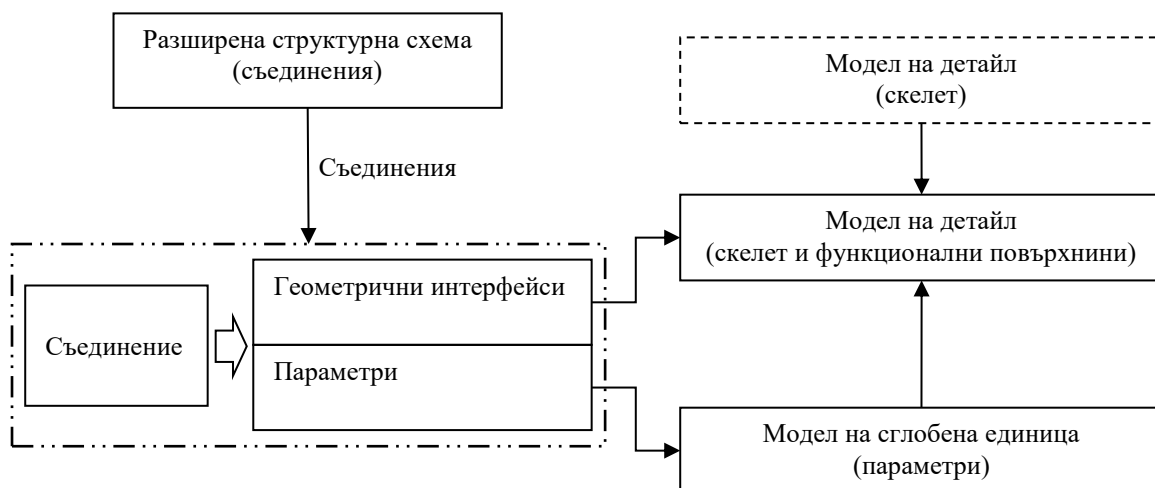 Разширена структурна схема
(съединения)
Модел на детайл
(скелет)
Съединения
Модел на детайл
(скелет и функционални повърхнини)
Геометрични интерфейси
Съединение
Параметри
Модел на сглобена единица
(параметри)